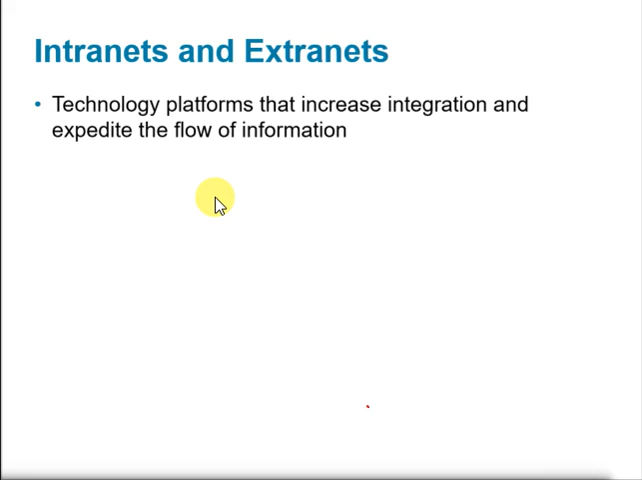 Intranets and Extranets
• Technology platforms that increase integration and
expedite the flow of information